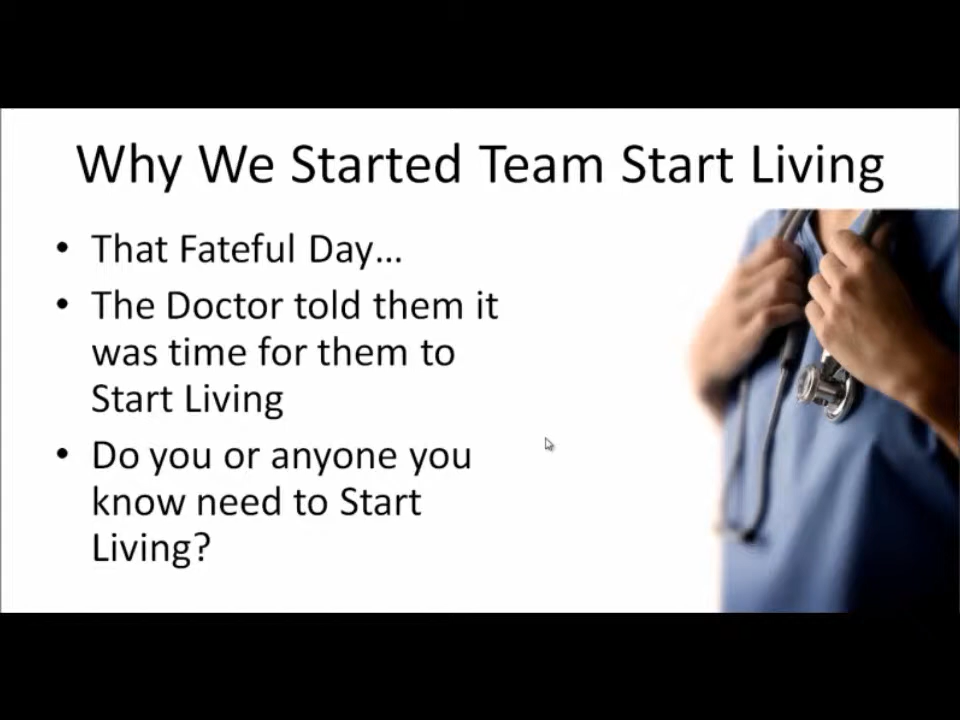 Why We Started Team Start Living
• That Fateful Day...
• The Doctor told them it
was time for them to
Start Living
• Do you or anyone you
know need to Start
Living?